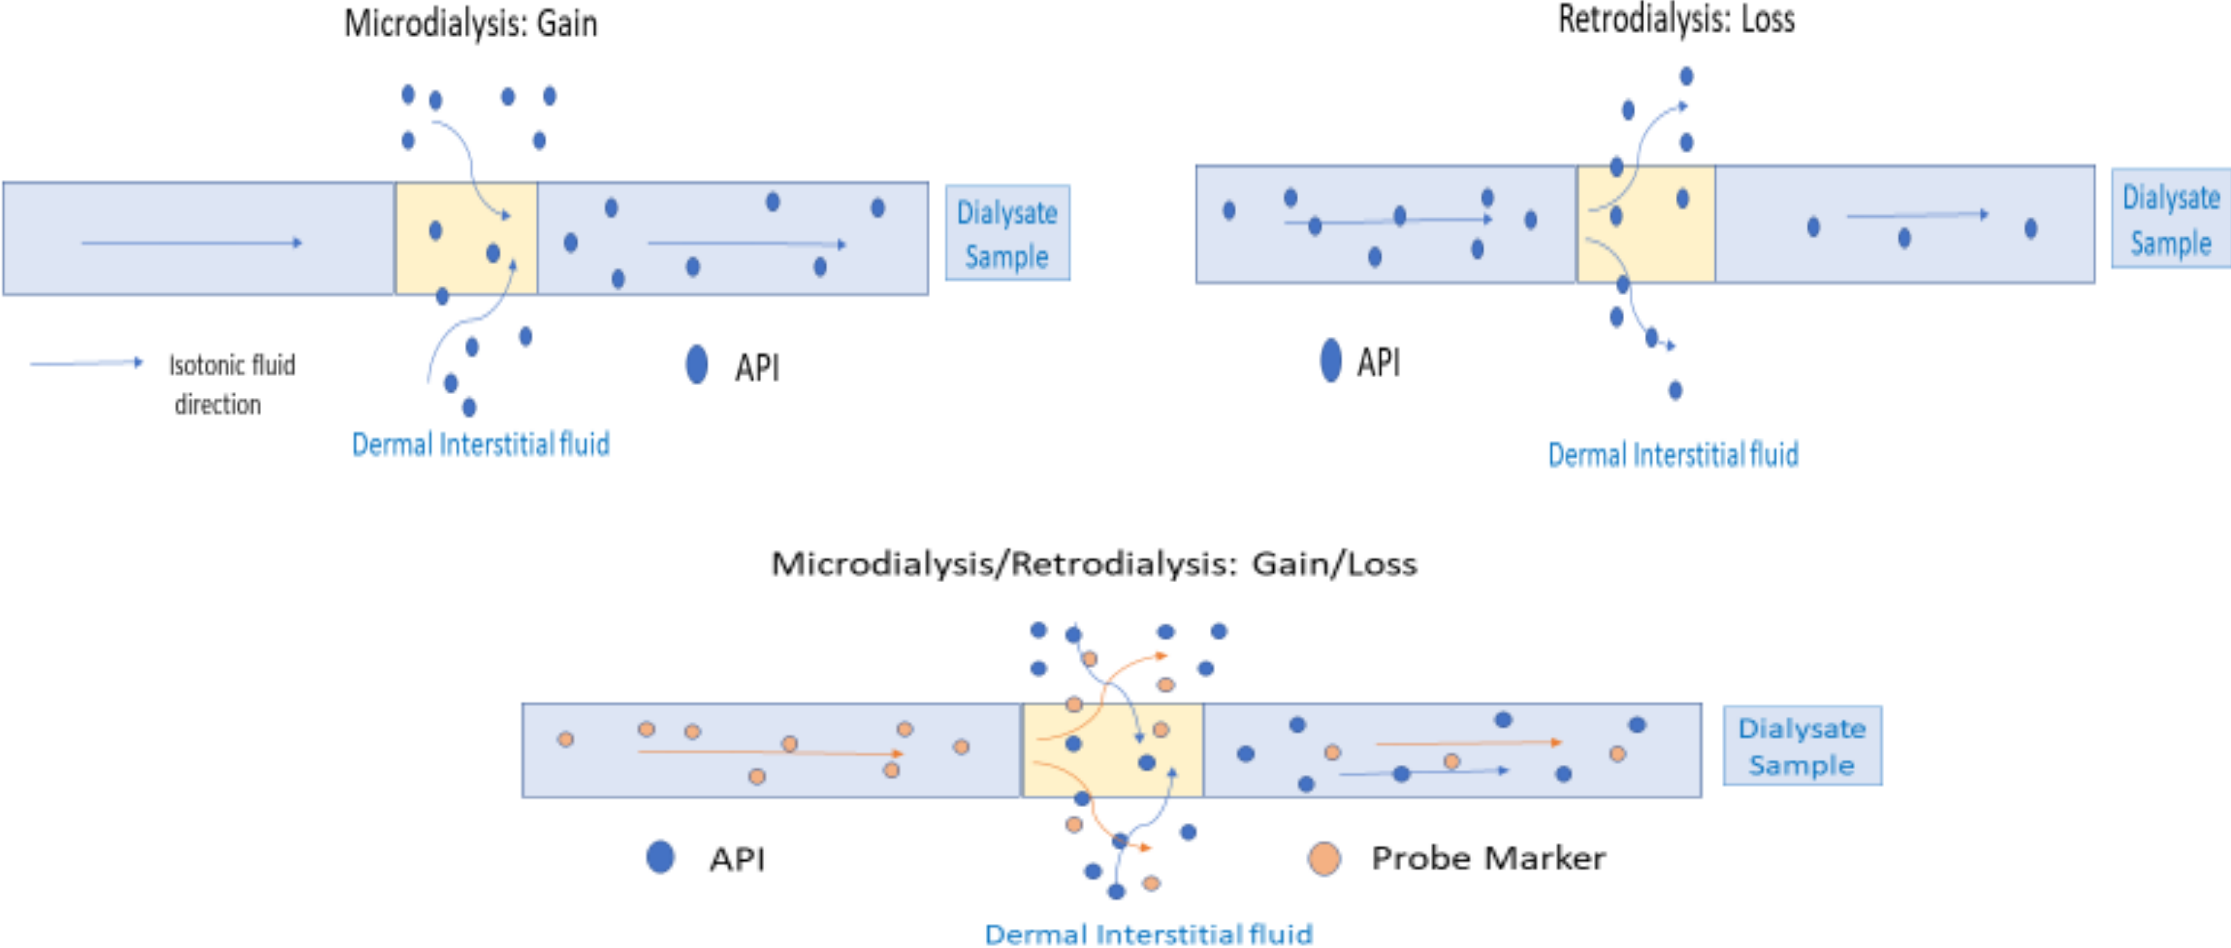 Microdialysis: Gain
Retrodialysis: Loss
Dialysate
Sample
Dialysate
Sample
Isotonic fluid
direction
API
API
Dermal Interstitial fluid
Dermal Interstitial fluid
Microdialysis/Retrodialysis: Gain/Loss
Dialysate
Sample
API
Probe Marker
Dermal Interstitial fluid